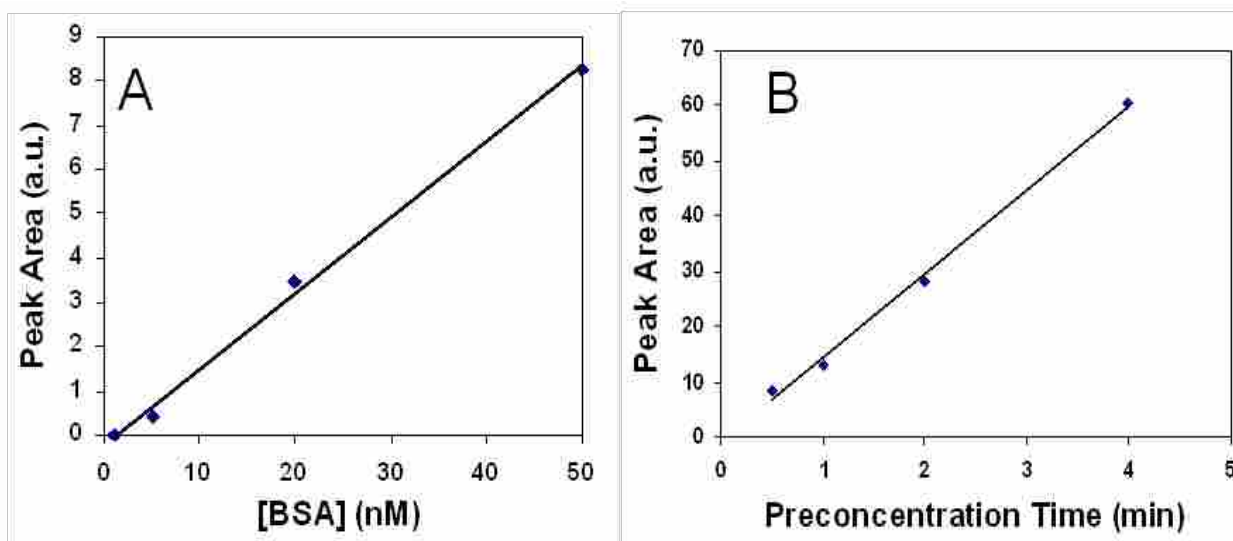 A
Peak Area (a.u.)
9
8
7
6
5
4
3
2
1
0
0 10 20 30 40 50
[BSA] (nM)
B
Peak Area (a.u.)
70
60
50
40
30
20
10
0
0 1 2 3 4 5
Preconcentration Time (min)